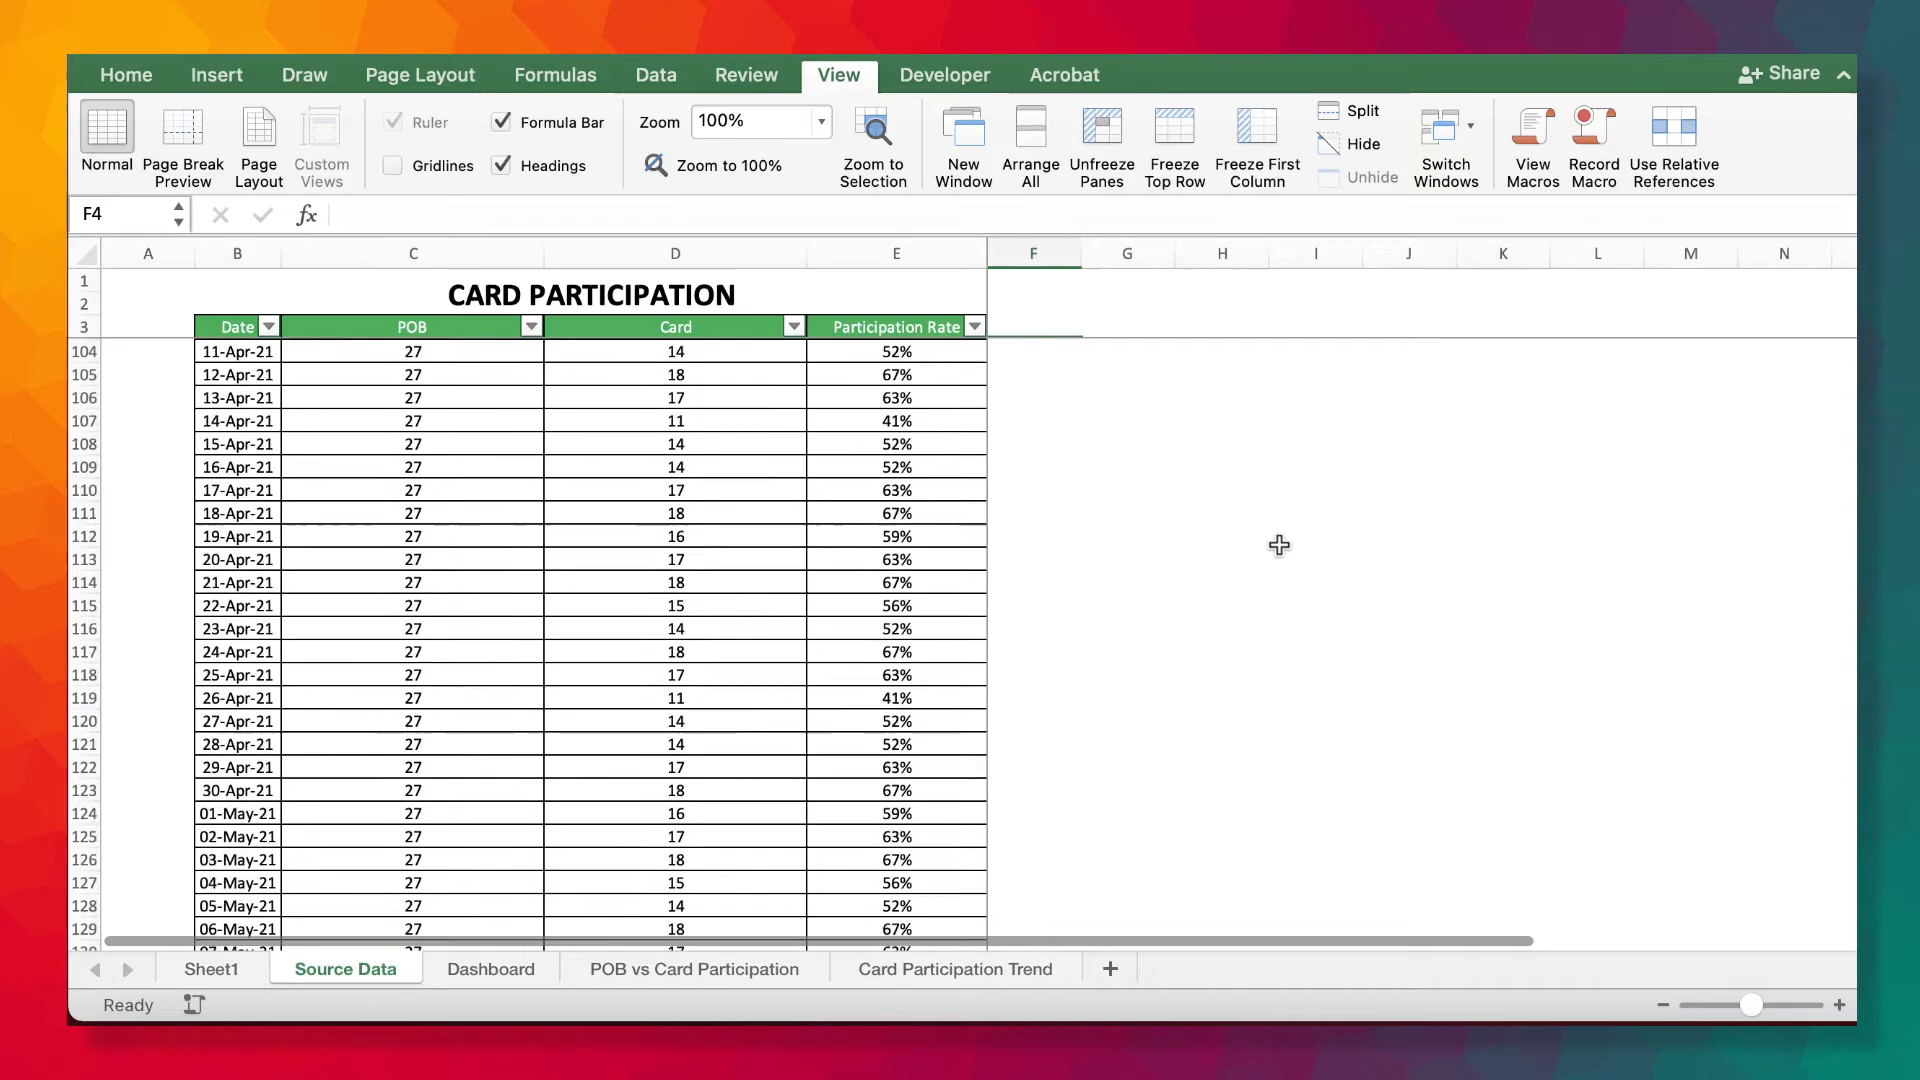 Home Insert Draw Page Layout Formulas Data Review View Developer Acrobat Share
Normal Page Break Preview Page Layout Custom Views Ruler Formula Bar Gridlines Headings Zoom 100% Zoom to 100% Zoom to Selection New Window Arrange All Unfreeze Panes Freeze Top Row Freeze First Column Split Hide Unhide Switch Windows View Macros Record Macro Use Relative References
F4 fx
A B C D E F G H I J K L M N
1
CARD PARTICIPATION
2
3 Date POB Card Participation Rate
104 11-Apr-21 27 14 52%
105 12-Apr-21 27 18 67%
106 13-Apr-21 27 17 63%
107 14-Apr-21 27 11 41%
108 15-Apr-21 27 14 52%
109 16-Apr-21 27 14 52%
110 17-Apr-21 27 17 63%
111 18-Apr-21 27 18 67%
112 19-Apr-21 27 16 59%
113 20-Apr-21 27 17 63%
114 21-Apr-21 27 18 67%
115 22-Apr-21 27 15 56%
116 23-Apr-21 27 14 52%
117 24-Apr-21 27 18 67%
118 25-Apr-21 27 17 63%
119 26-Apr-21 27 11 41%
120 27-Apr-21 27 14 52%
121 28-Apr-21 27 14 52%
122 29-Apr-21 27 17 63%
123 30-Apr-21 27 18 67%
124 01-May-21 27 16 59%
125 02-May-21 27 17 63%
126 03-May-21 27 18 67%
127 04-May-21 27 15 56%
128 05-May-21 27 14 52%
129 06-May-21 27 18 67%
Sheet1 Source Data Dashboard POB vs Card Participation Card Participation Trend +
Ready